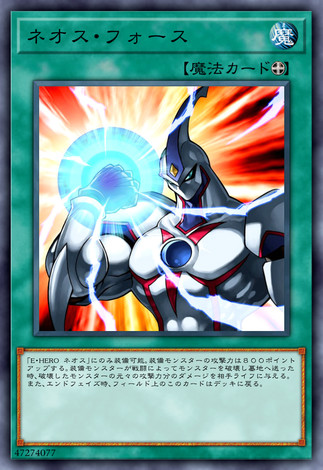 ネオス・フォース
魔
【魔法カード】
「E・HERO ネオス」にのみ装備可能。装備モンスターの攻撃力は８００ポイント
アップする。装備モンスターが戦闘によってモンスターを破壊し墓地へ送った
時、破壊したモンスターの元々の攻撃力分のダメージを相手ライフに与える。
また、エンドフェイズ時、フィールド上のこのカードはデッキに戻る。
47274077